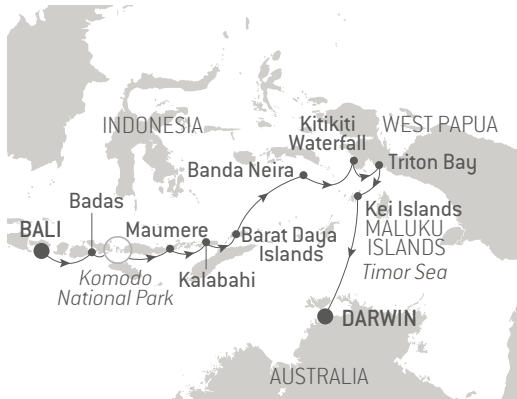 Kitikiti
Waterfall
WEST PAPUA
INDONESIA
Banda Neira
Triton Bay
Badas
Kei Islands
MALUKU
ISLANDS
BALI
Maumere
Barat Daya
Islands
Timor Sea
Komodo
National Park
Kalabahi
DARWIN
AUSTRALIA